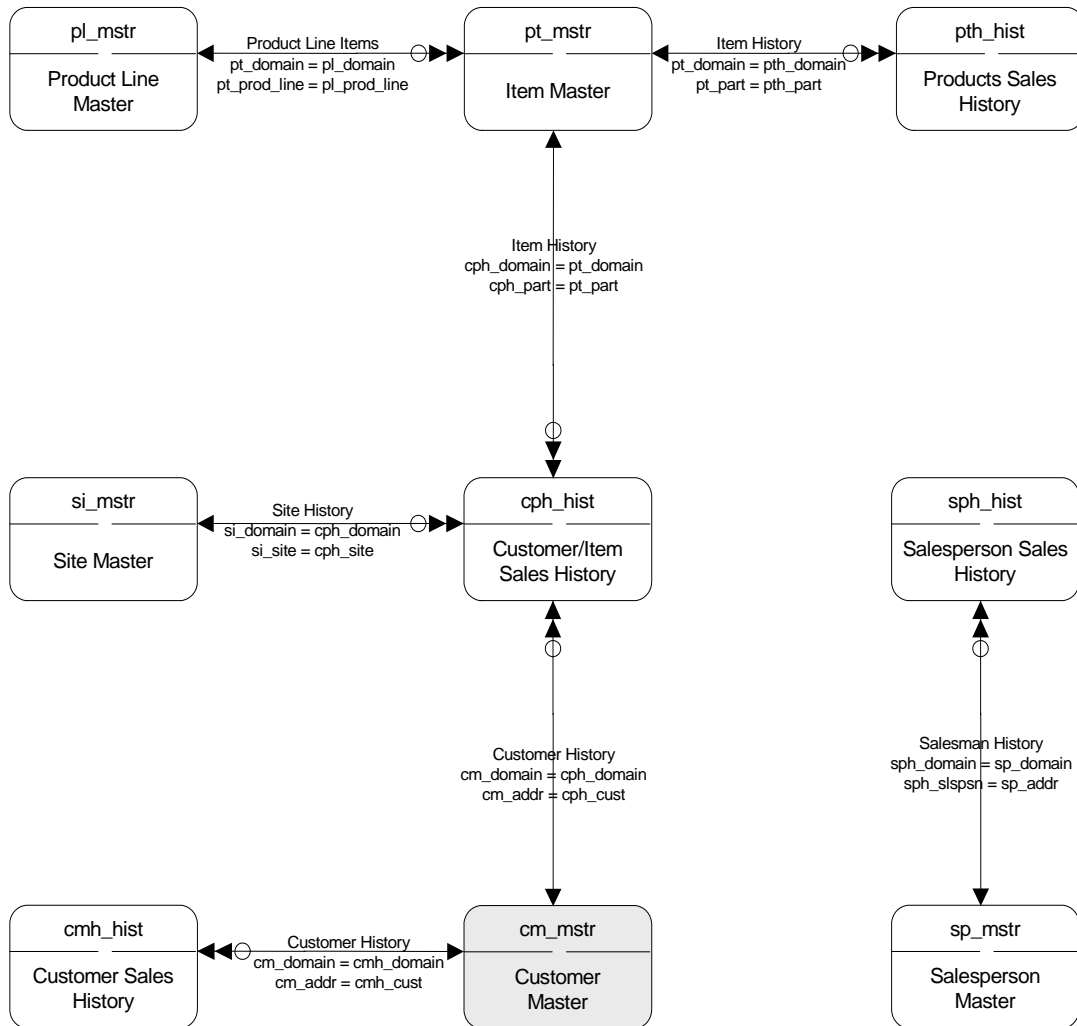 pl_mstr
Product Line
Master
Product Line Items
pt_domain = pl_domain
pt_prod_line = pl_prod_line
pt_mstr
Item Master
Item History
pt_domain = pth_domain
pt_part = pth_part
pth_hist
Products Sales
History
Item History
cph_domain = pt_domain
cph_part = pt_part
si_mstr
Site Master
Site History
si_domain = cph_domain
si_site = cph_site
cph_hist
Customer/Item
Sales History
sph_hist
Salesperson Sales
History
Customer History
cm_domain = cph_domain
cm_addr = cph_cust
Salesman History
sph_domain = sp_domain
sph_slspsn = sp_addr
cmh_hist
Customer Sales
History
Customer History
cm_domain = cmh_domain
cm_addr = cmh_cust
cm_mstr
Customer
Master
sp_mstr
Salesperson
Master